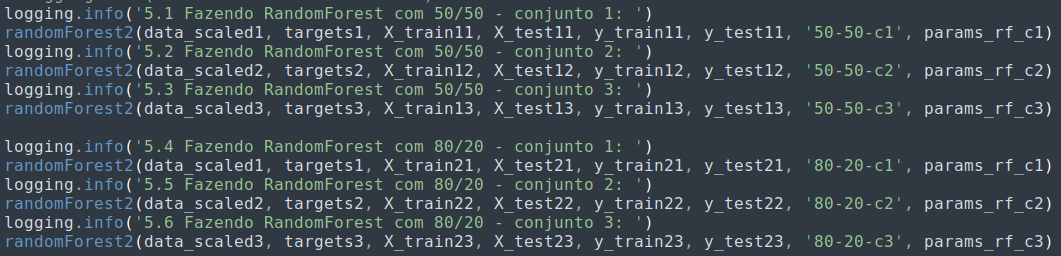 logging.info('5.1 Fazendo RandomForest com 50/50 - conjunto 1: ')
randomForest2(data_scaled1, targets1, X_train11, X_test11, y_train11, y_test11, '50-50-c1', params_rf_c1)
logging.info('5.2 Fazendo RandomForest com 50/50 - conjunto 2: ')
randomForest2(data_scaled2, targets2, X_train12, X_test12, y_train12, y_test12, '50-50-c2', params_rf_c2)
logging.info('5.3 Fazendo RandomForest com 50/50 - conjunto 3: ')
randomForest2(data_scaled3, targets3, X_train13, X_test13, y_train13, y_test13, '50-50-c3', params_rf_c3)
logging.info('5.4 Fazendo RandomForest com 80/20 - conjunto 1: ')
randomForest2(data_scaled1, targets1, X_train21, X_test21, y_train21, y_test21, '80-20-c1', params_rf_c1)
logging.info('5.5 Fazendo RandomForest com 80/20 - conjunto 2: ')
randomForest2(data_scaled2, targets2, X_train22, X_test22, y_train22, y_test22, '80-20-c2', params_rf_c2)
logging.info('5.6 Fazendo RandomForest com 80/20 - conjunto 3: ')
randomForest2(data_scaled3, targets3, X_train23, X_test23, y_train23, y_test23, '80-20-c3', params_rf_c3)